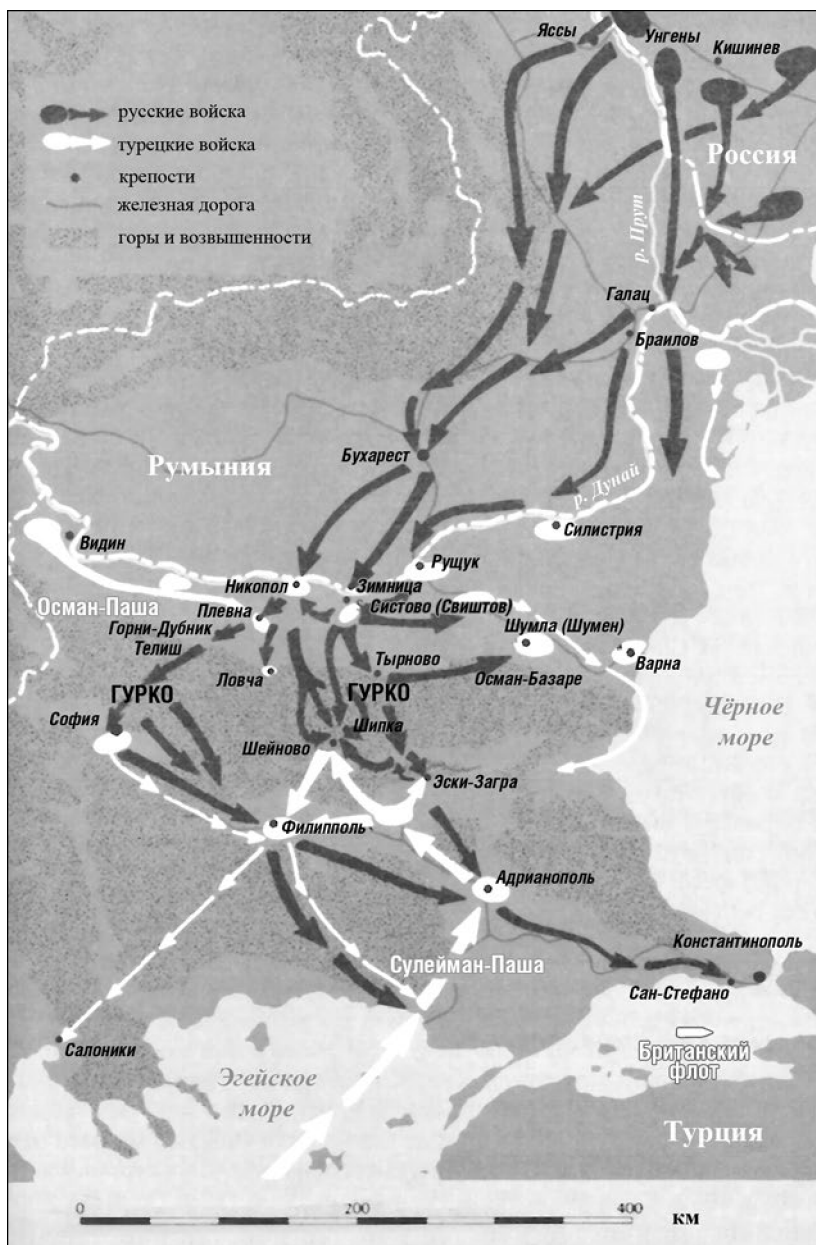 Яссы
Унгены
Кишинев
русские войска
турецкие войска
крепости
железная дорога
горы и возвышенности
Россия
р. Прут
Галац
Браилов
Бухарест
Румыния
р. Дунай
Силистрия
Видин
Рущук
Никопол
Зимница
Осман-Паша
Плевна
Систово (Свиштов)
Горни-Дубник
Телиш
Шумла (Шумен)
Варна
Ловча
Тырново
Осман-Базаре
ГУРКО
ГУРКО
София
Шипка
Чёрное
море
Шейново
Эски-Загра
Филипполь
Адрианополь
Константинополь
Сулейман-Паша
Сан-Стефано
Салоники
Британский
флот
Эгейское
море
Турция
0
200
400
км